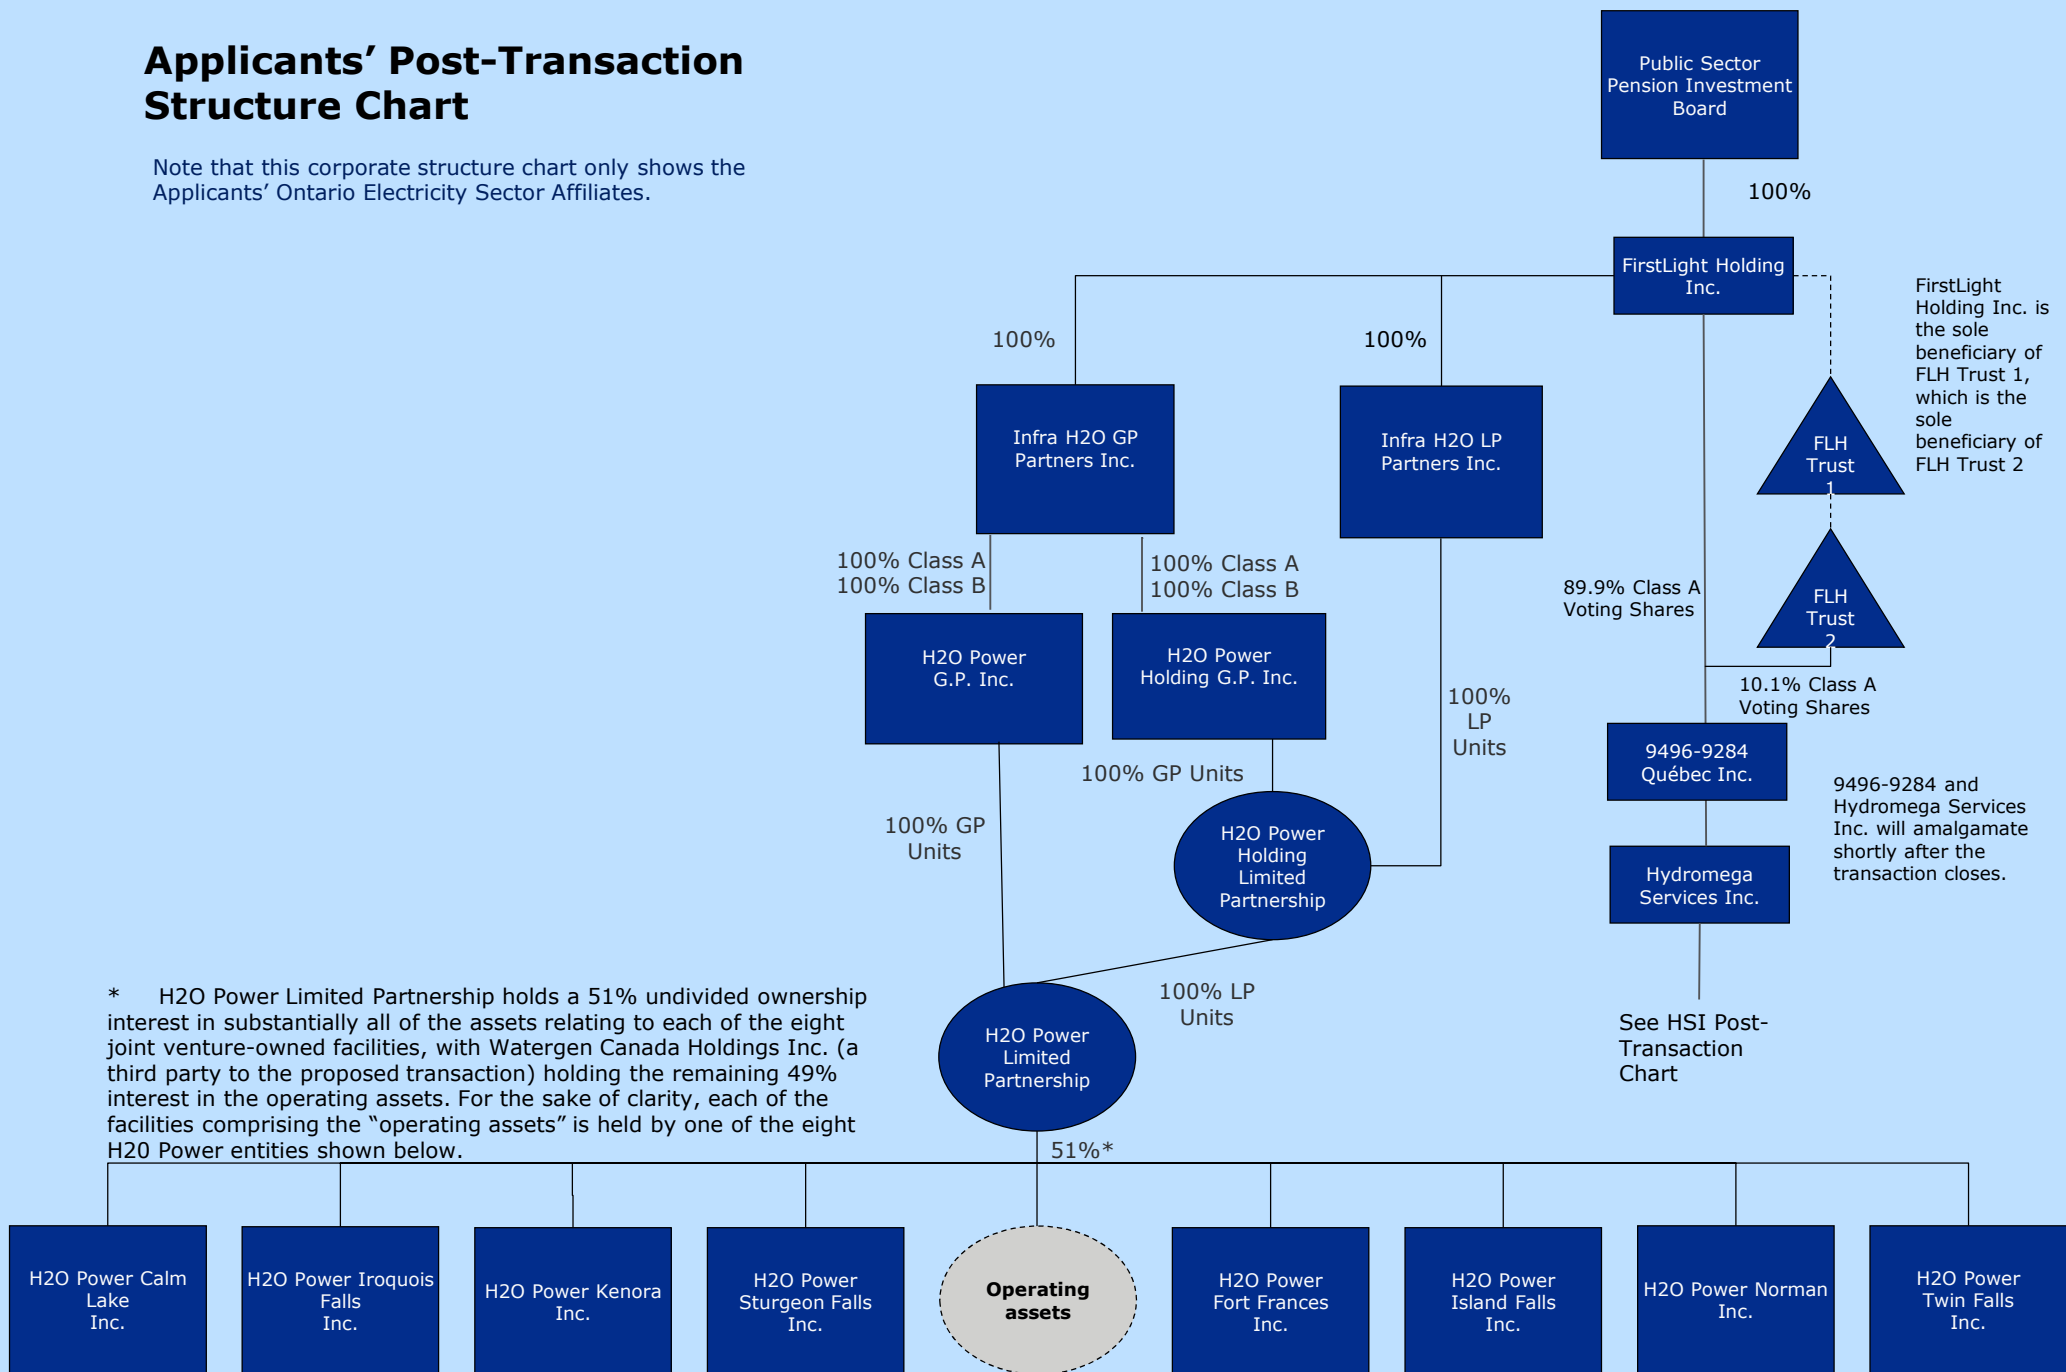 Applicants’ Post-Transaction
Structure Chart
Note that this corporate structure chart only shows the
Applicants’ Ontario Electricity Sector Affiliates.
Public Sector
Pension Investment
Board
100%
FirstLight Holding
Inc.
FirstLight
Holding Inc. is
the sole
beneficiary of
FLH Trust 1,
which is the
sole
beneficiary of
FLH Trust 2
100%
100%
Infra H2O GP
Partners Inc.
Infra H2O LP
Partners Inc.
FLH
Trust
1
100% Class A
100% Class B
100% Class A
100% Class B
89.9% Class A
Voting Shares
FLH
Trust
2
H2O Power
G.P. Inc.
H2O Power
Holding G.P. Inc.
100%
LP
Units
10.1% Class A
Voting Shares
9496-9284
Québec Inc.
100% GP Units
9496-9284 and
Hydromega Services
Inc. will amalgamate
shortly after the
transaction closes.
100% GP
Units
H2O Power
Holding
Limited
Partnership
Hydromega
Services Inc.
* H2O Power Limited Partnership holds a 51% undivided ownership
interest in substantially all of the assets relating to each of the eight
joint venture-owned facilities, with Watergen Canada Holdings Inc. (a
third party to the proposed transaction) holding the remaining 49%
interest in the operating assets. For the sake of clarity, each of the
facilities comprising the “operating assets” is held by one of the eight
H20 Power entities shown below.
100% LP
Units
H2O Power
Limited
Partnership
See HSI Post-
Transaction
Chart
51%*
H2O Power Calm
Lake
Inc.
H2O Power Iroquois
Falls
Inc.
H2O Power Kenora
Inc.
H2O Power
Sturgeon Falls
Inc.
Operating
assets
H2O Power
Fort Frances
Inc.
H2O Power
Island Falls
Inc.
H2O Power Norman
Inc.
H2O Power
Twin Falls
Inc.